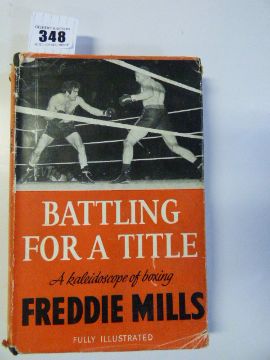 348
BATTLING
FOR A TITLE
A kaleidoscope of boxing
FREDDIE MILLS
FULLY ILLUSTRATED